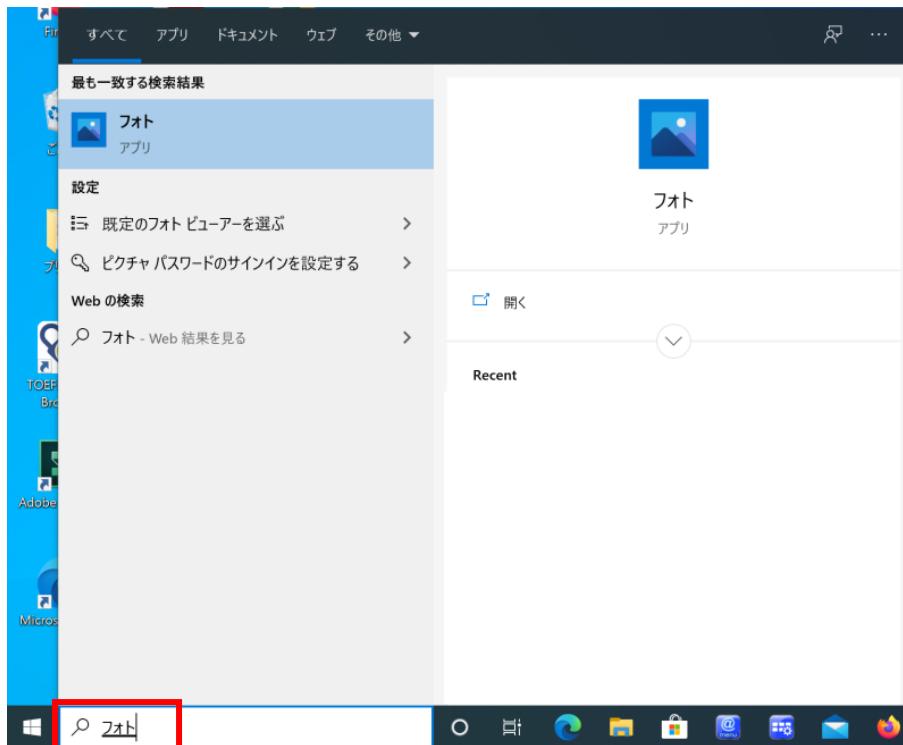 Fir
すべて アプリ ドキュメント ウェブ その他
最も一致する検索結果
フォト
アプリ
設定
既定のフォト ビューアーを選ぶ
ピクチャ パスワードのサインインを設定する
Web の検索
フォト - Web 結果を見る
フォト
アプリ
開く
Recent
ご
TOEF
Bro
Adobe
Micros
フォト
@
menu